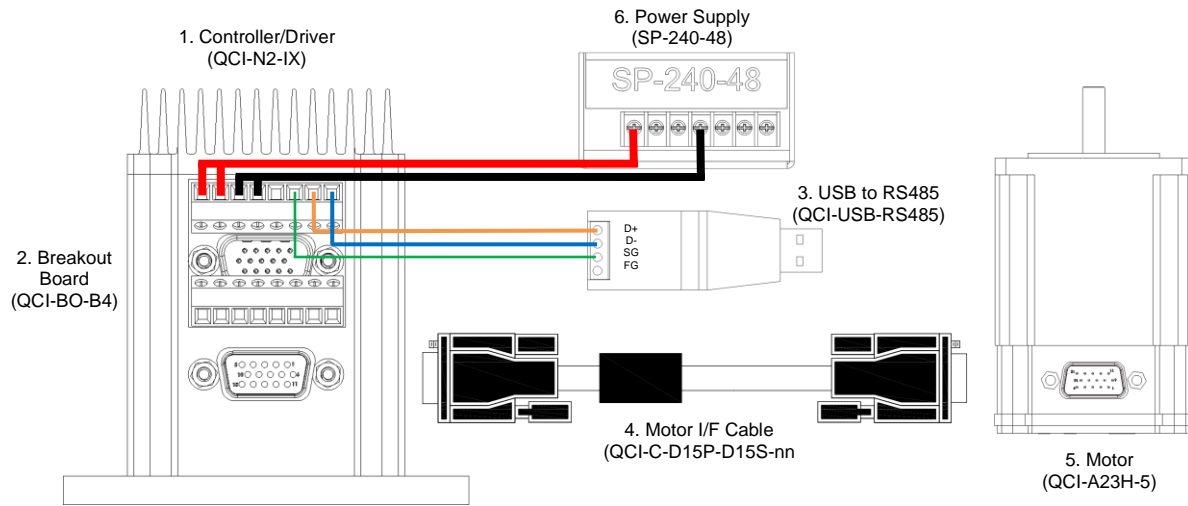 6. Power Supply
(SP-240-48)
1. Controller/Driver
(QCI-N2-IX)
SP-240-48
3. USB to RS485
(QCI-USB-RS485)
D+
D-
SG
FG
2. Breakout
Board
(QCI-BO-B4)
4. Motor I/F Cable
(QCI-C-D15P-D15S-nn
5. Motor
(QCI-A23H-5)